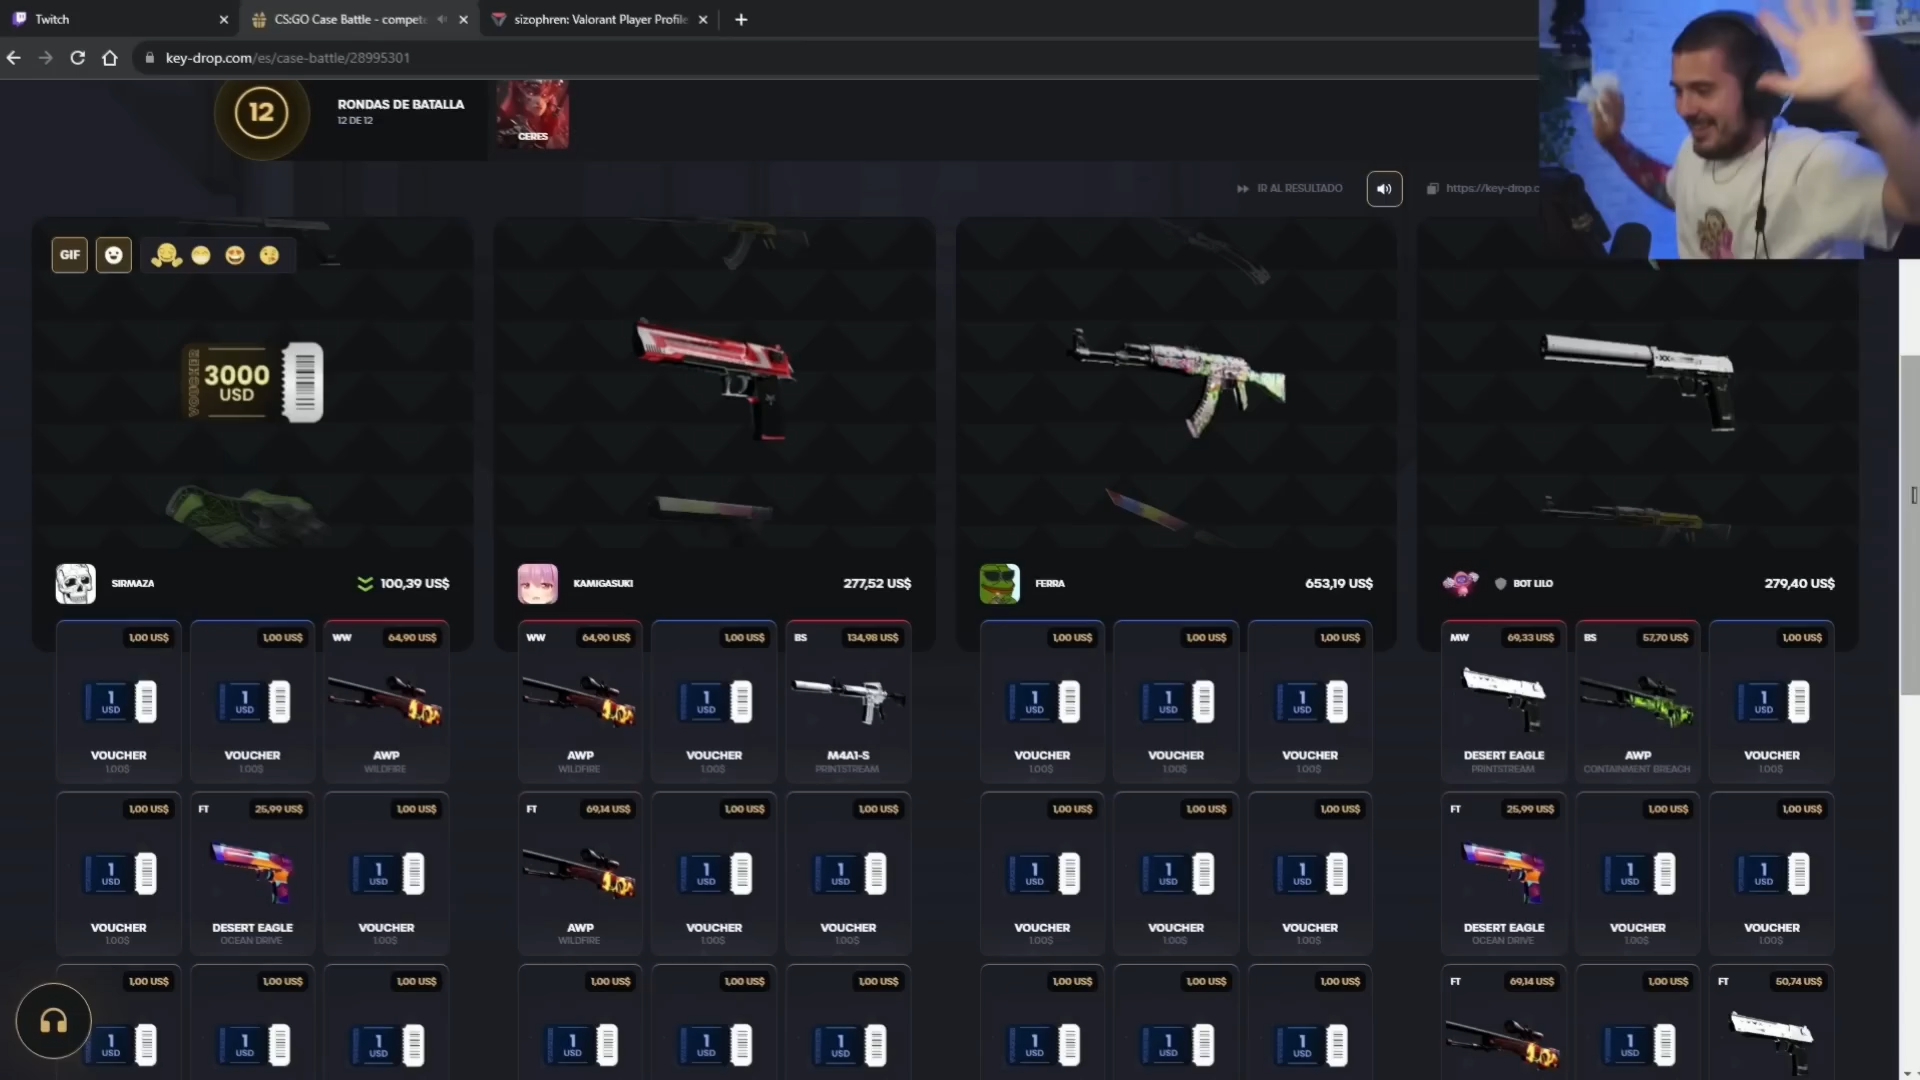 Twitch
CS:GO Case Battle - compet
sizophren: Valorant Player Profile
key-drop.com/es/case-battle/28995301
12
RONDAS DE BATALLA
12 DE 12
CERES
IR AL RESULTADO
https://key-drop.c
GIF
VOUCHER
3000
USD
SIRMAZA
100,39 US$
KAMIGASUKI
277,52 US$
FERRA
653,19 US$
BOT LILO
279,40 US$
1,00 US$ 1,00 US$ WW 64,90 US$
WW 64,90 US$ 1,00 US$ BS 134,98 US$
1,00 US$ 1,00 US$ 1,00 US$
MW 69,33 US$ BS 57,70 US$ 1,00 US$
1 USD 1 USD
1 USD
1 USD 1 USD 1 USD
1 USD
VOUCHER VOUCHER AWP
AWP VOUCHER M4A1-S
VOUCHER VOUCHER VOUCHER
DESERT EAGLE AWP VOUCHER
1.00$ 1.00$ WILDFIRE
WILDFIRE 1.00$ PRINTSTREAM
1.00$ 1.00$ 1.00$
PRINTSTREAM CONTAINMENT BREACH 1.00$
1,00 US$ FT 25,99 US$ 1,00 US$
FT 69,14 US$ 1,00 US$ 1,00 US$
1,00 US$ 1,00 US$ 1,00 US$
FT 25,99 US$ 1,00 US$ 1,00 US$
1 USD 1 USD
1 USD 1 USD
1 USD 1 USD 1 USD
1 USD 1 USD
VOUCHER DESERT EAGLE VOUCHER
AWP VOUCHER VOUCHER
VOUCHER VOUCHER VOUCHER
DESERT EAGLE VOUCHER VOUCHER
1.00$ OCEAN DRIVE 1.00$
WILDFIRE 1.00$ 1.00$
1.00$ 1.00$ 1.00$
OCEAN DRIVE 1.00$ 1.00$
1,00 US$ 1,00 US$ 1,00 US$
1,00 US$ 1,00 US$ 1,00 US$
1,00 US$ 1,00 US$ 1,00 US$
FT 69,14 US$ 1,00 US$ FT 50,74 US$
1 USD 1 USD 1 USD
1 USD 1 USD 1 USD
1 USD 1 USD 1 USD
1 USD